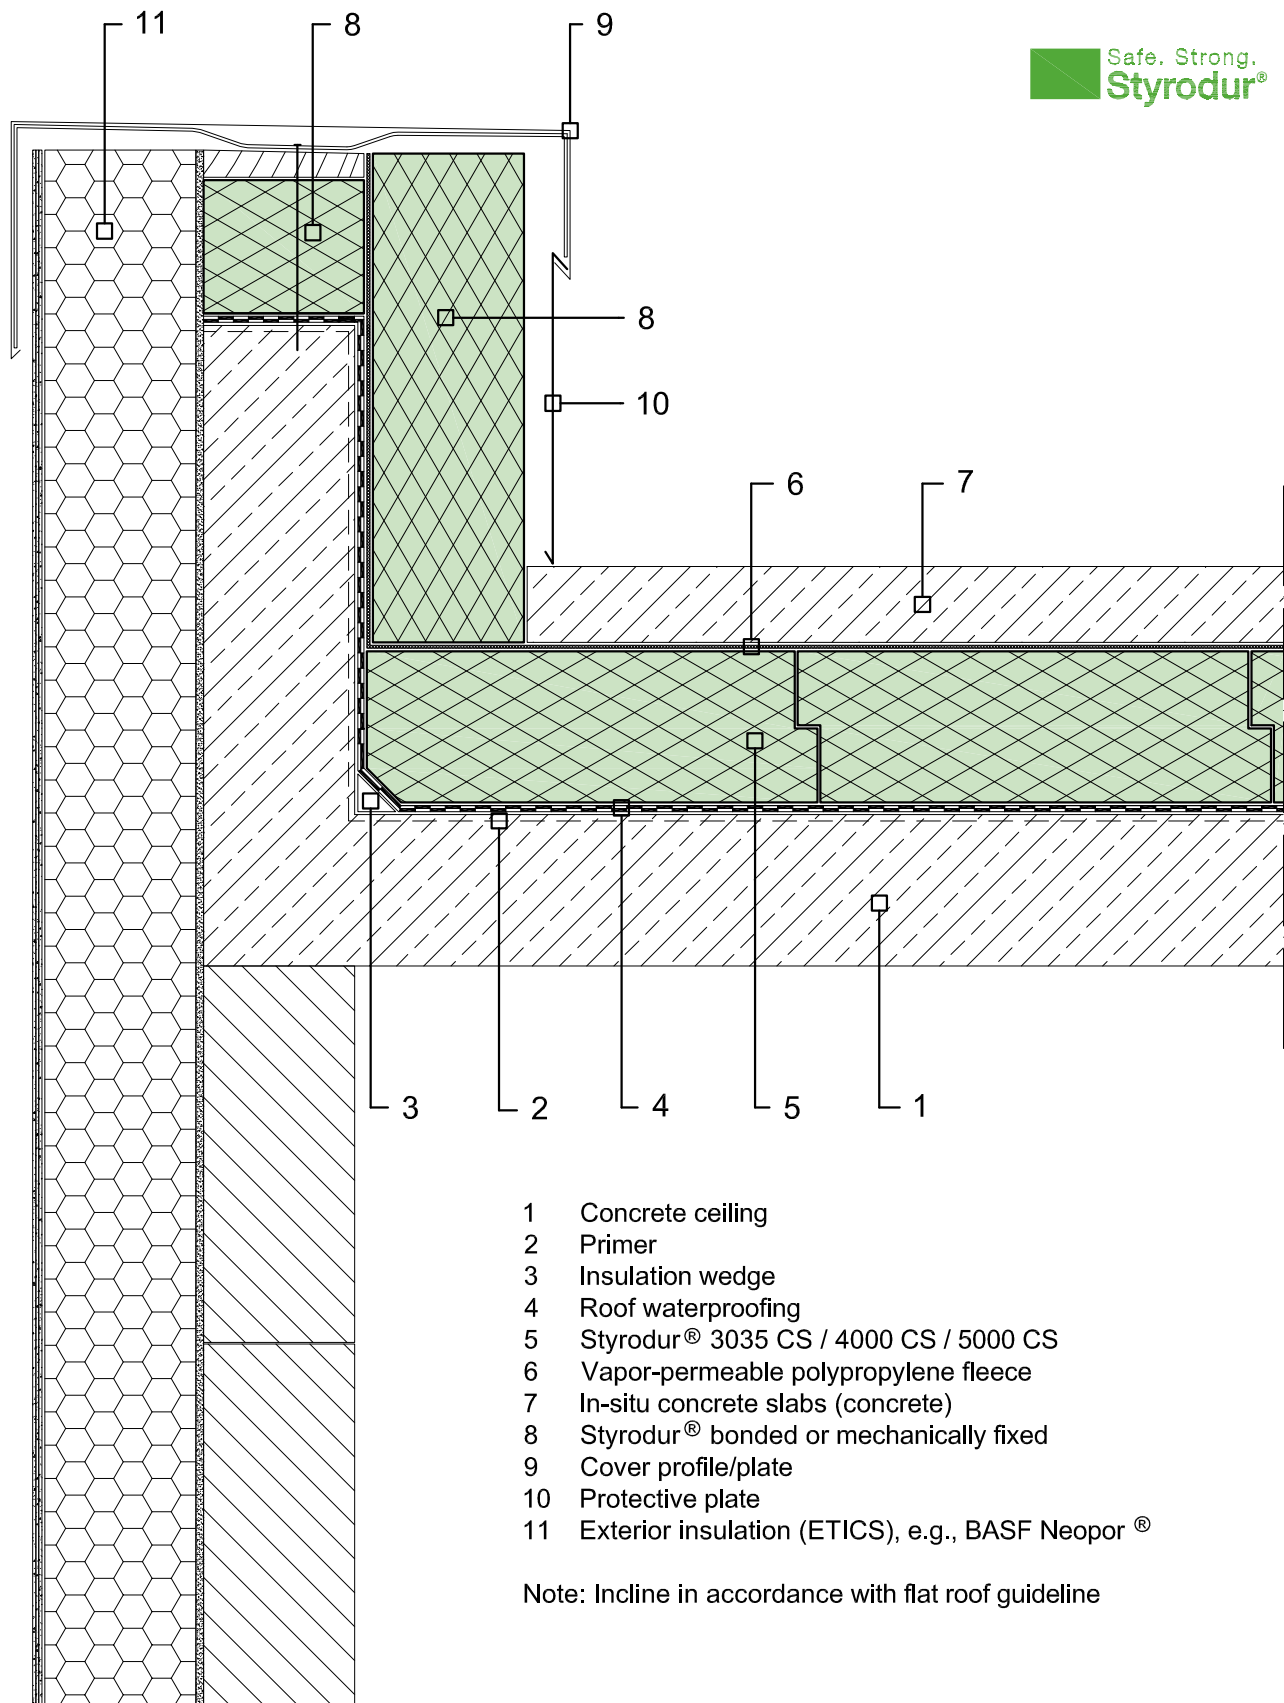 11
8
9
Safe. Strong.
Styrodur®
8
10
6
7
3
2
4
5
1
1 Concrete ceiling
2 Primer
3 Insulation wedge
4 Roof waterproofing
5 Styrodur® 3035 CS / 4000 CS / 5000 CS
6 Vapor-permeable polypropylene fleece
7 In-situ concrete slabs (concrete)
8 Styrodur® bonded or mechanically fixed
9 Cover profile/plate
10 Protective plate
11 Exterior insulation (ETICS), e.g., BASF Neopor ®
Note: Incline in accordance with flat roof guideline